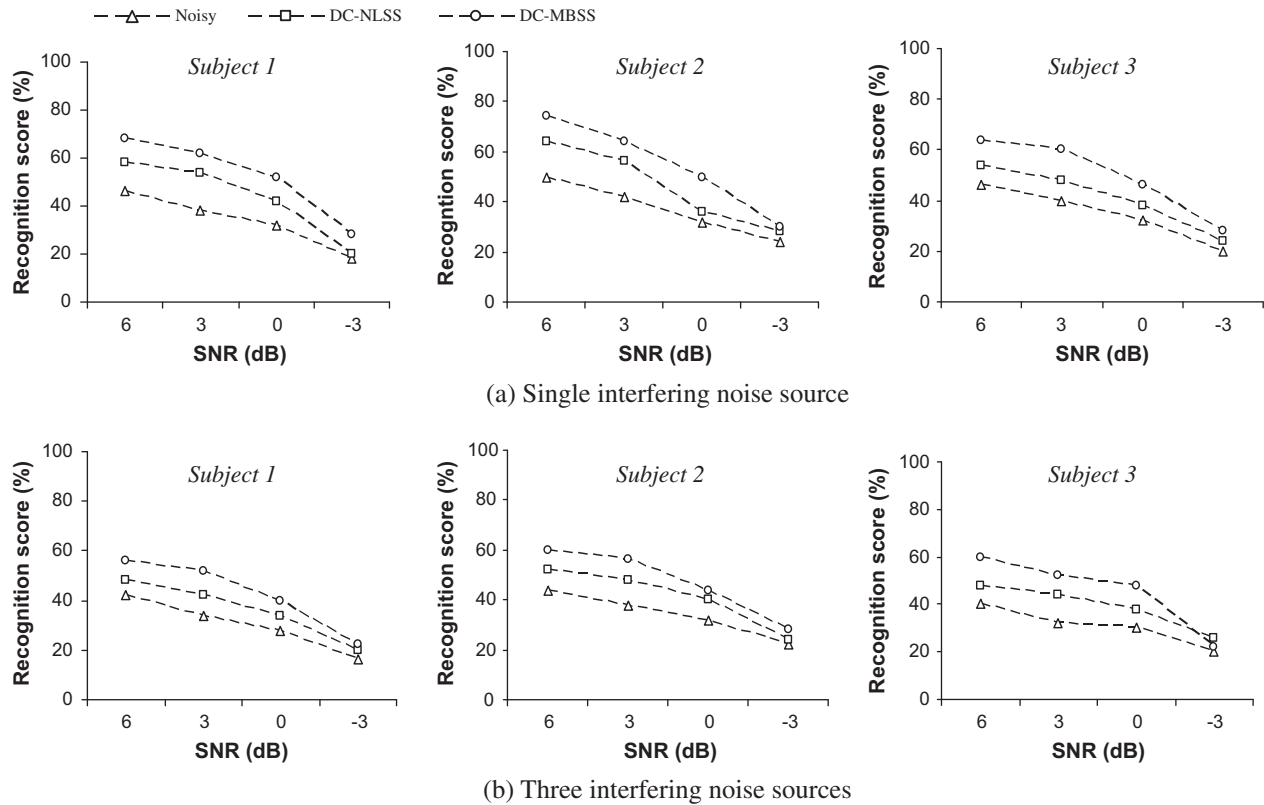 Noisy DC-NLSS DC-MBSS
Subject 1
Recognition score (%)
100
80
60
40
20
0
6 3 0 -3
SNR (dB)
Subject 2
Recognition score (%)
100
80
60
40
20
0
6 3 0 -3
SNR (dB)
Subject 3
Recognition score (%)
100
80
60
40
20
0
6 3 0 -3
SNR (dB)
(a) Single interfering noise source
Subject 1
Recognition score (%)
100
80
60
40
20
0
6 3 0 -3
SNR (dB)
Subject 2
Recognition score (%)
100
80
60
40
20
0
6 3 0 -3
SNR (dB)
Subject 3
Recognition score (%)
100
80
60
40
20
0
6 3 0 -3
SNR (dB)
(b) Three interfering noise sources